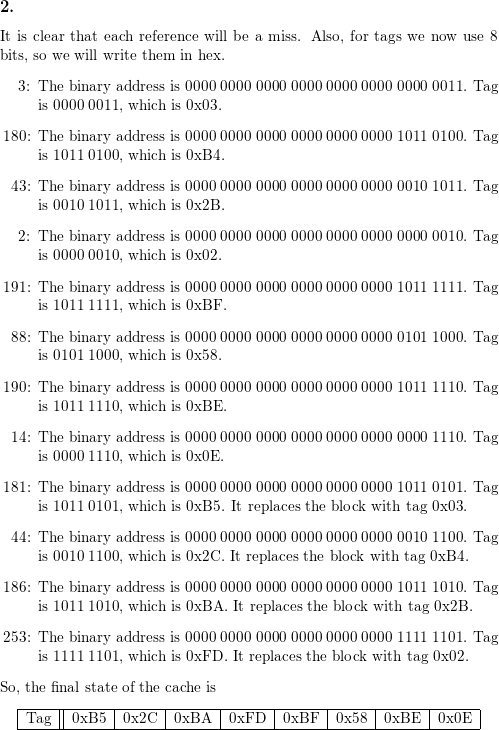 2.
It is clear that each reference will be a miss. Also, for tags we now use 8
bits, so we will write them in hex.
3: The binary address is 0000 0000 0000 0000 0000 0000 0000 0011. Tag
is 0000 0011, which is 0x03.
180: The binary address is 0000 0000 0000 0000 0000 0000 1011 0100. Tag
is 1011 0100, which is 0xB4.
43: The binary address is 0000 0000 0000 0000 0000 0000 0010 1011. Tag
is 0010 1011, which is 0x2B.
2: The binary address is 0000 0000 0000 0000 0000 0000 0000 0010. Tag
is 0000 0010, which is 0x02.
191: The binary address is 0000 0000 0000 0000 0000 0000 1011 1111. Tag
is 1011 1111, which is 0xBF.
88: The binary address is 0000 0000 0000 0000 0000 0000 0101 1000. Tag
is 0101 1000, which is 0x58.
190: The binary address is 0000 0000 0000 0000 0000 0000 1011 1110. Tag
is 1011 1110, which is 0xBE.
14: The binary address is 0000 0000 0000 0000 0000 0000 0000 1110. Tag
is 0000 1110, which is 0x0E.
181: The binary address is 0000 0000 0000 0000 0000 0000 1011 0101. Tag
is 1011 0101, which is 0xB5. It replaces the block with tag 0x03.
44: The binary address is 0000 0000 0000 0000 0000 0000 0010 1100. Tag
is 0010 1100, which is 0x2C. It replaces the block with tag 0xB4.
186: The binary address is 0000 0000 0000 0000 0000 0000 1011 1010. Tag
is 1011 1010, which is 0xBA. It replaces the block with tag 0x2B.
253: The binary address is 0000 0000 0000 0000 0000 0000 1111 1101. Tag
is 1111 1101, which is 0xFD. It replaces the block with tag 0x02.
So, the final state of the cache is
Tag 0xB5 0x2C 0xBA 0xFD 0xBF 0x58 0xBE 0x0E